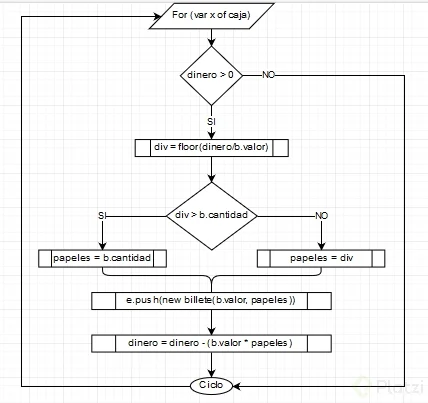 For (var x of caja)
dinero > 0
NO
SI
div = floor(dinero/b.valor)
div > b.cantidad
SI
NO
papeles = b.cantidad
papeles = div
e.push(new billete(b.valor, papeles))
dinero = dinero - (b.valor * papeles)
Ciclo
Platzi